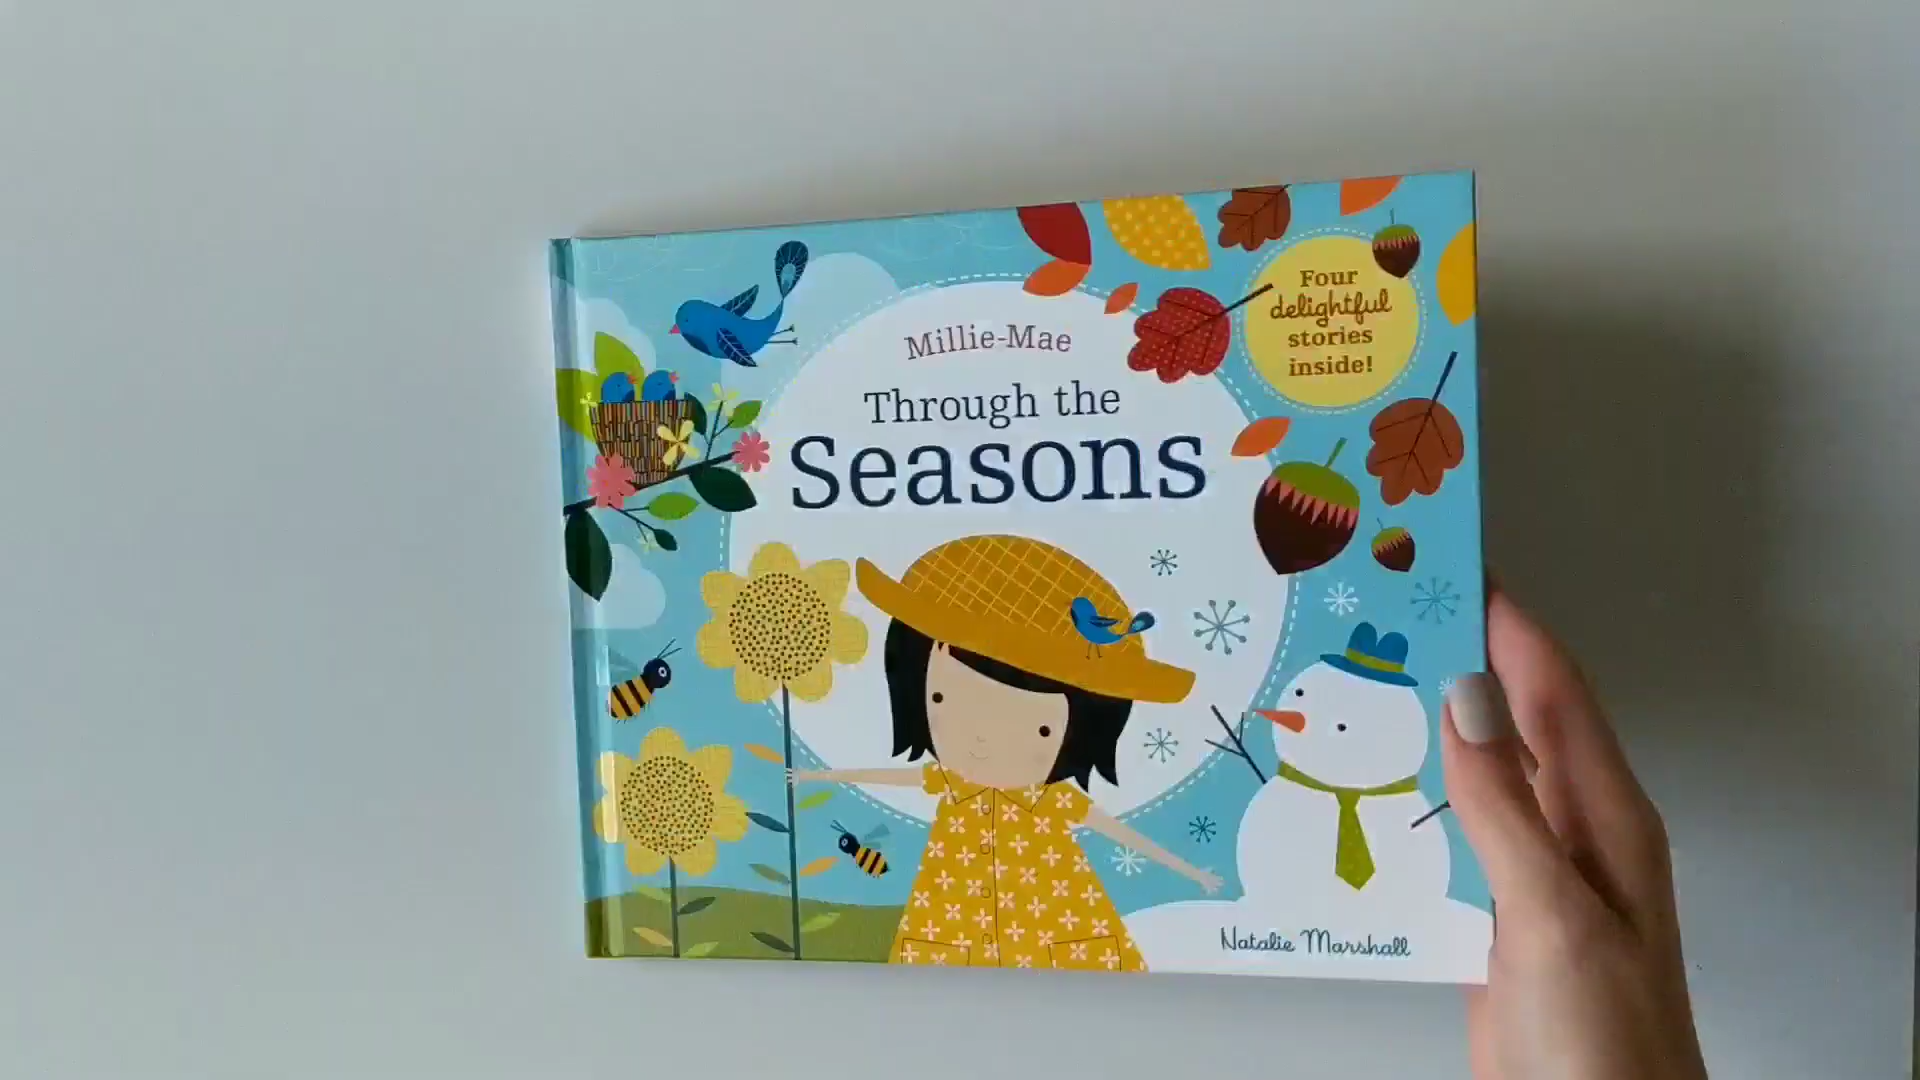 Millie-Mae
Through the
Seasons
Four
delightful
stories
inside!
Natalie Marshall